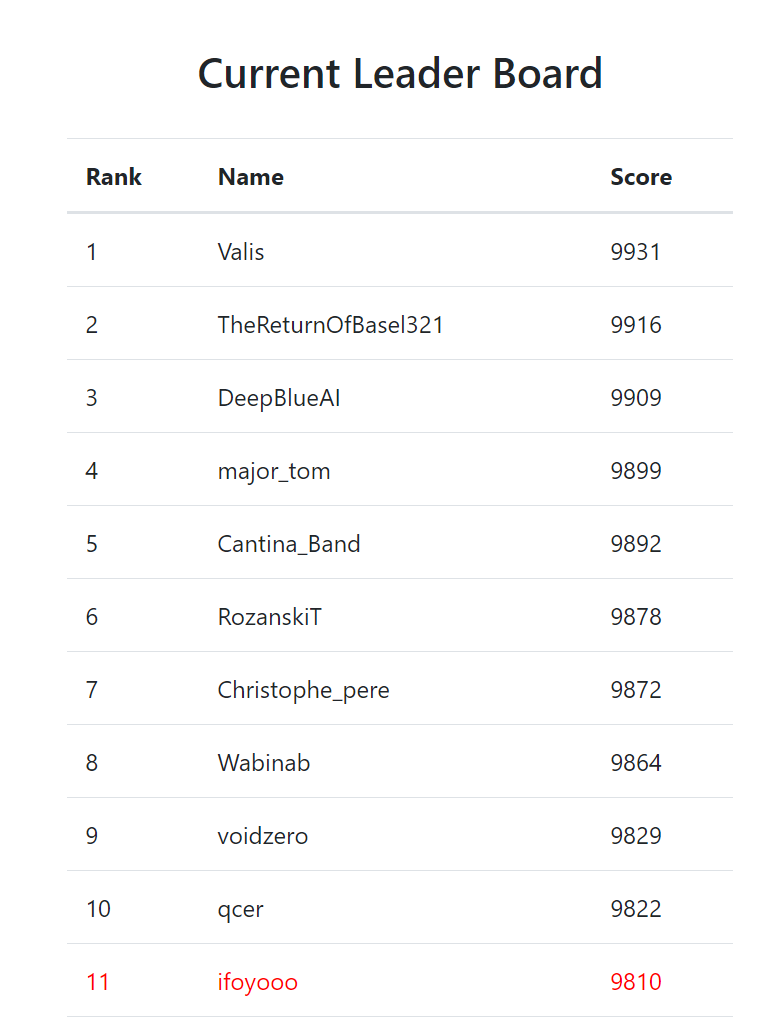 Current Leader Board
Rank Name Score
1 Valis 9931
2 TheReturnOfBasel321 9916
3 DeepBlueAI 9909
4 major_tom 9899
5 Cantina_Band 9892
6 RozanskiT 9878
7 Christophe_pere 9872
8 Wabinab 9864
9 voidzero 9829
10 qcer 9822
11 ifoyooo 9810